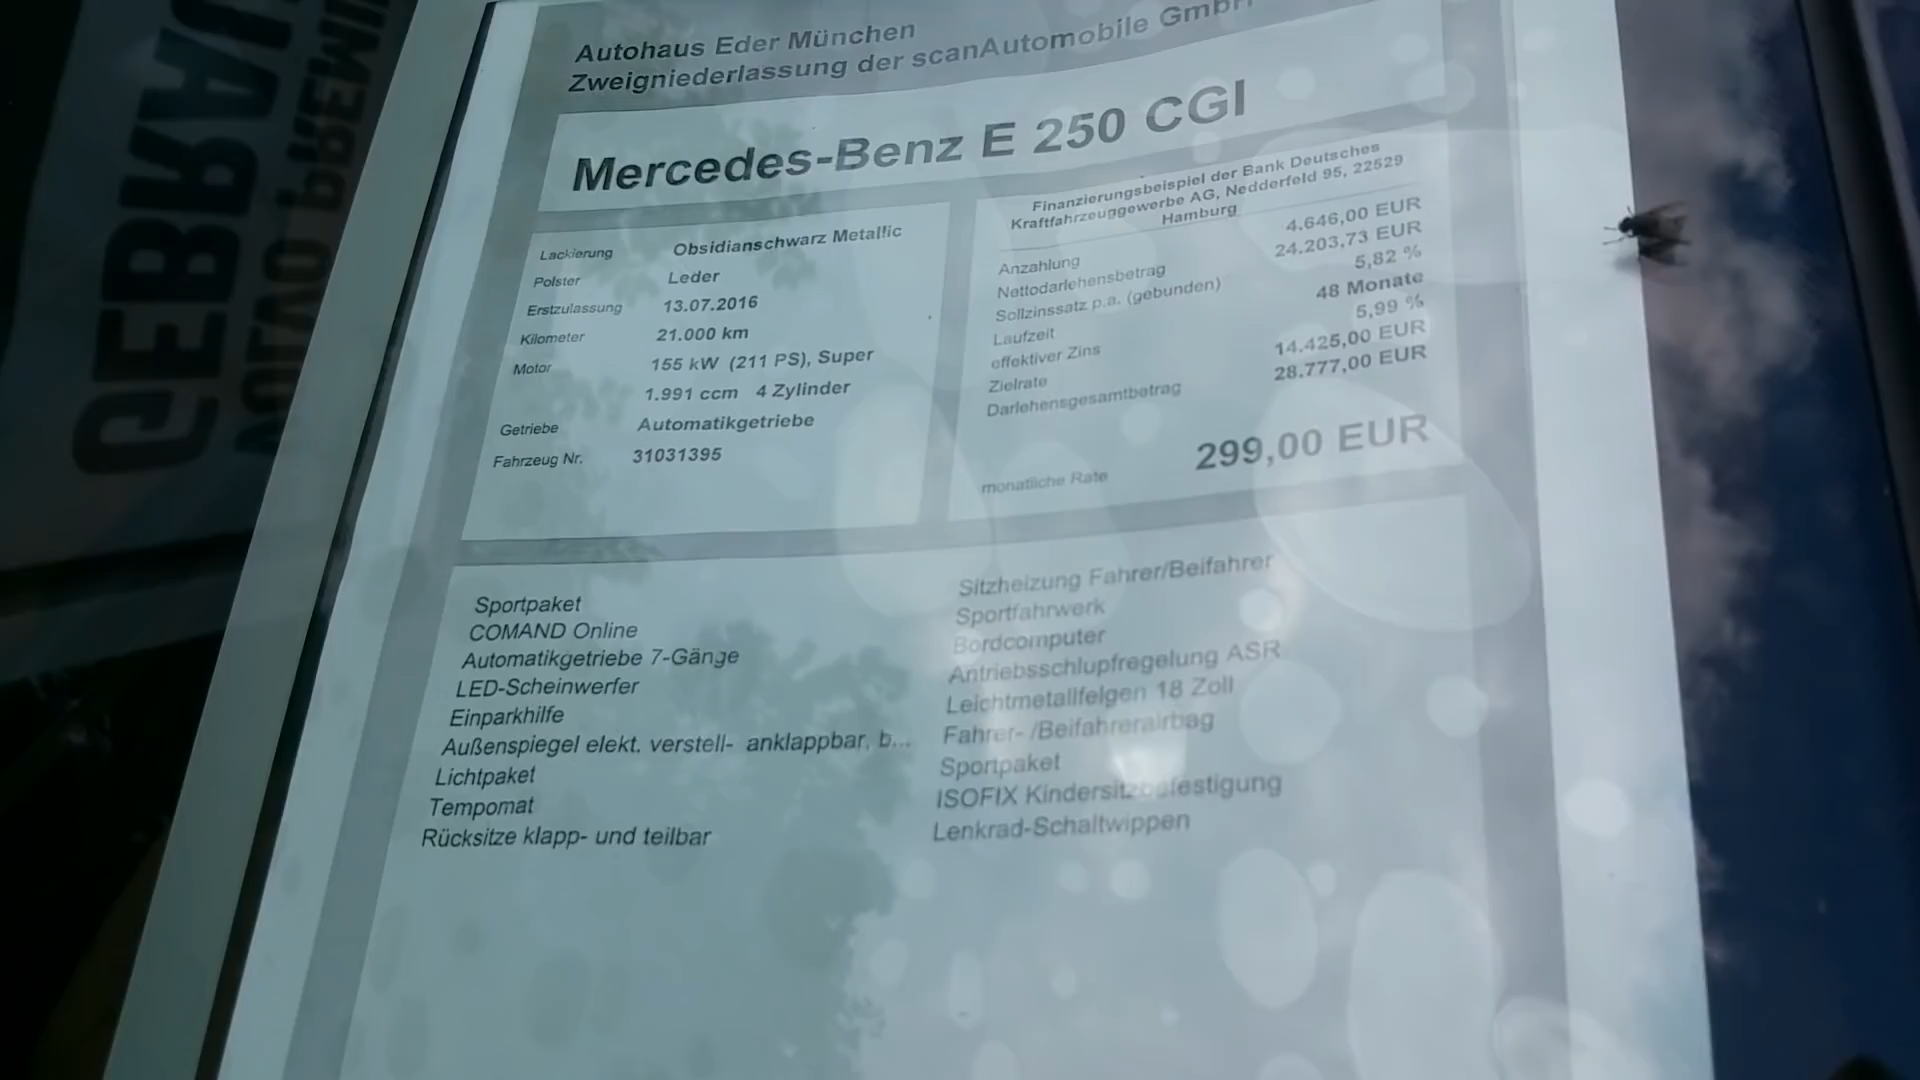 Autohaus Eder München
Zweigniederlassung der scanAutomobile GmbH
Mercedes-Benz E 250 CGI
Lackierung Obsidianschwarz Metallic
Polster Leder
Erstzulassung 13.07.2016
Kilometer 21.000 km
Motor 155 kW (211 PS), Super
1.991 ccm 4 Zylinder
Getriebe Automatikgetriebe
Fahrzeug Nr. 31031395
Finanzierungsbeispiel der Bank Deutsches
Kraftfahrzeuggewerbe AG, Nedderfeld 95, 22529
Hamburg
Anzahlung 4.646,00 EUR
Nettodarlehensbetrag 24.203,73 EUR
Sollzinssatz p.a. (gebunden) 5,82 %
Laufzeit 48 Monate
effektiver Zins 5,99 %
Zielrate 14.425,00 EUR
Darlehensgesamtbetrag 28.777,00 EUR
monatliche Rate 299,00 EUR
Sportpaket
COMAND Online
Automatikgetriebe 7-Gänge
LED-Scheinwerfer
Einparkhilfe
Außenspiegel elekt. verstell- anklappbar, b...
Lichtpaket
Tempomat
Rücksitze klapp- und teilbar
Sitzheizung Fahrer/Beifahrer
Sportfahrwerk
Bordcomputer
Antriebsschlupfregelung ASR
Leichtmetallfelgen 18 Zoll
Fahrer- /Beifahrerairbag
Sportpaket
ISOFIX Kindersitzbefestigung
Lenkrad-Schaltwippen